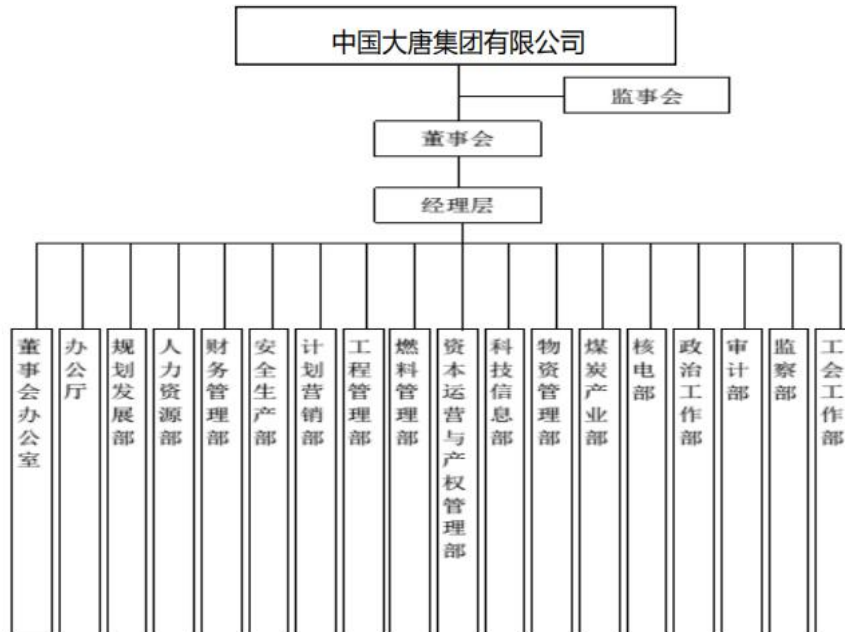 中国大唐集团有限公司
监事会
董事会
经理层
董事会办公室
办公厅
规划发展部
人力资源部
财务管理部
安全生产部
计划营销部
工程管理部
燃料管理部
资本运营与产权管理部
科技信息部
物资管理部
煤炭产业部
核电部
政治工作部
审计部
监察部
工会工作部